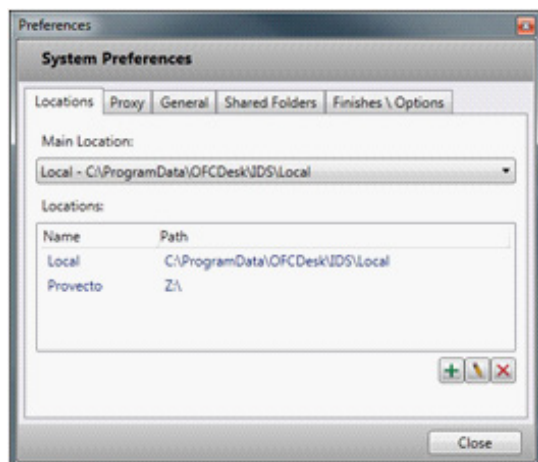 Preferences
System Preferences
Locations Proxy General Shared Folders Finishes \ Options
Main Location:
Local - C:\ProgramData\OFCDesk\IDS\Local
Locations:
Name Path
Local C:\ProgramData\OFCDesk\IDS\Local
Provecto Z:\
Close